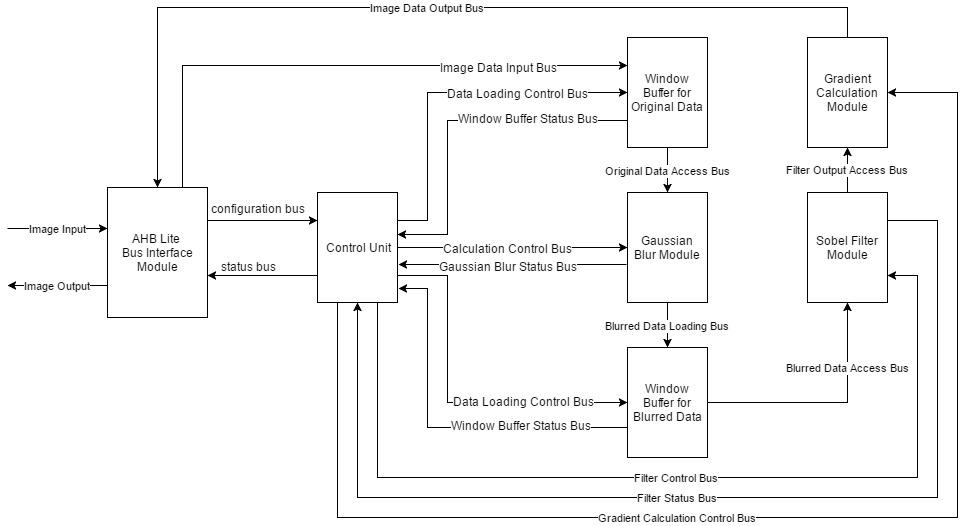 Image Data Output Bus
Image Data Input Bus
Data Loading Control Bus
Window Buffer Status Bus
Window
Buffer for
Original Data
Gradient
Calculation
Module
Original Data Access Bus
Filter Output Access Bus
configuration bus
Image Input
AHB Lite
Bus Interface
Module
Control Unit
Calculation Control Bus
Gaussian Blur Status Bus
Gaussian
Blur Module
Sobel Filter
Module
status bus
Image Output
Blurred Data Loading Bus
Blurred Data Access Bus
Data Loading Control Bus
Window Buffer Status Bus
Window
Buffer for
Blurred Data
Filter Control Bus
Filter Status Bus
Gradient Calculation Control Bus